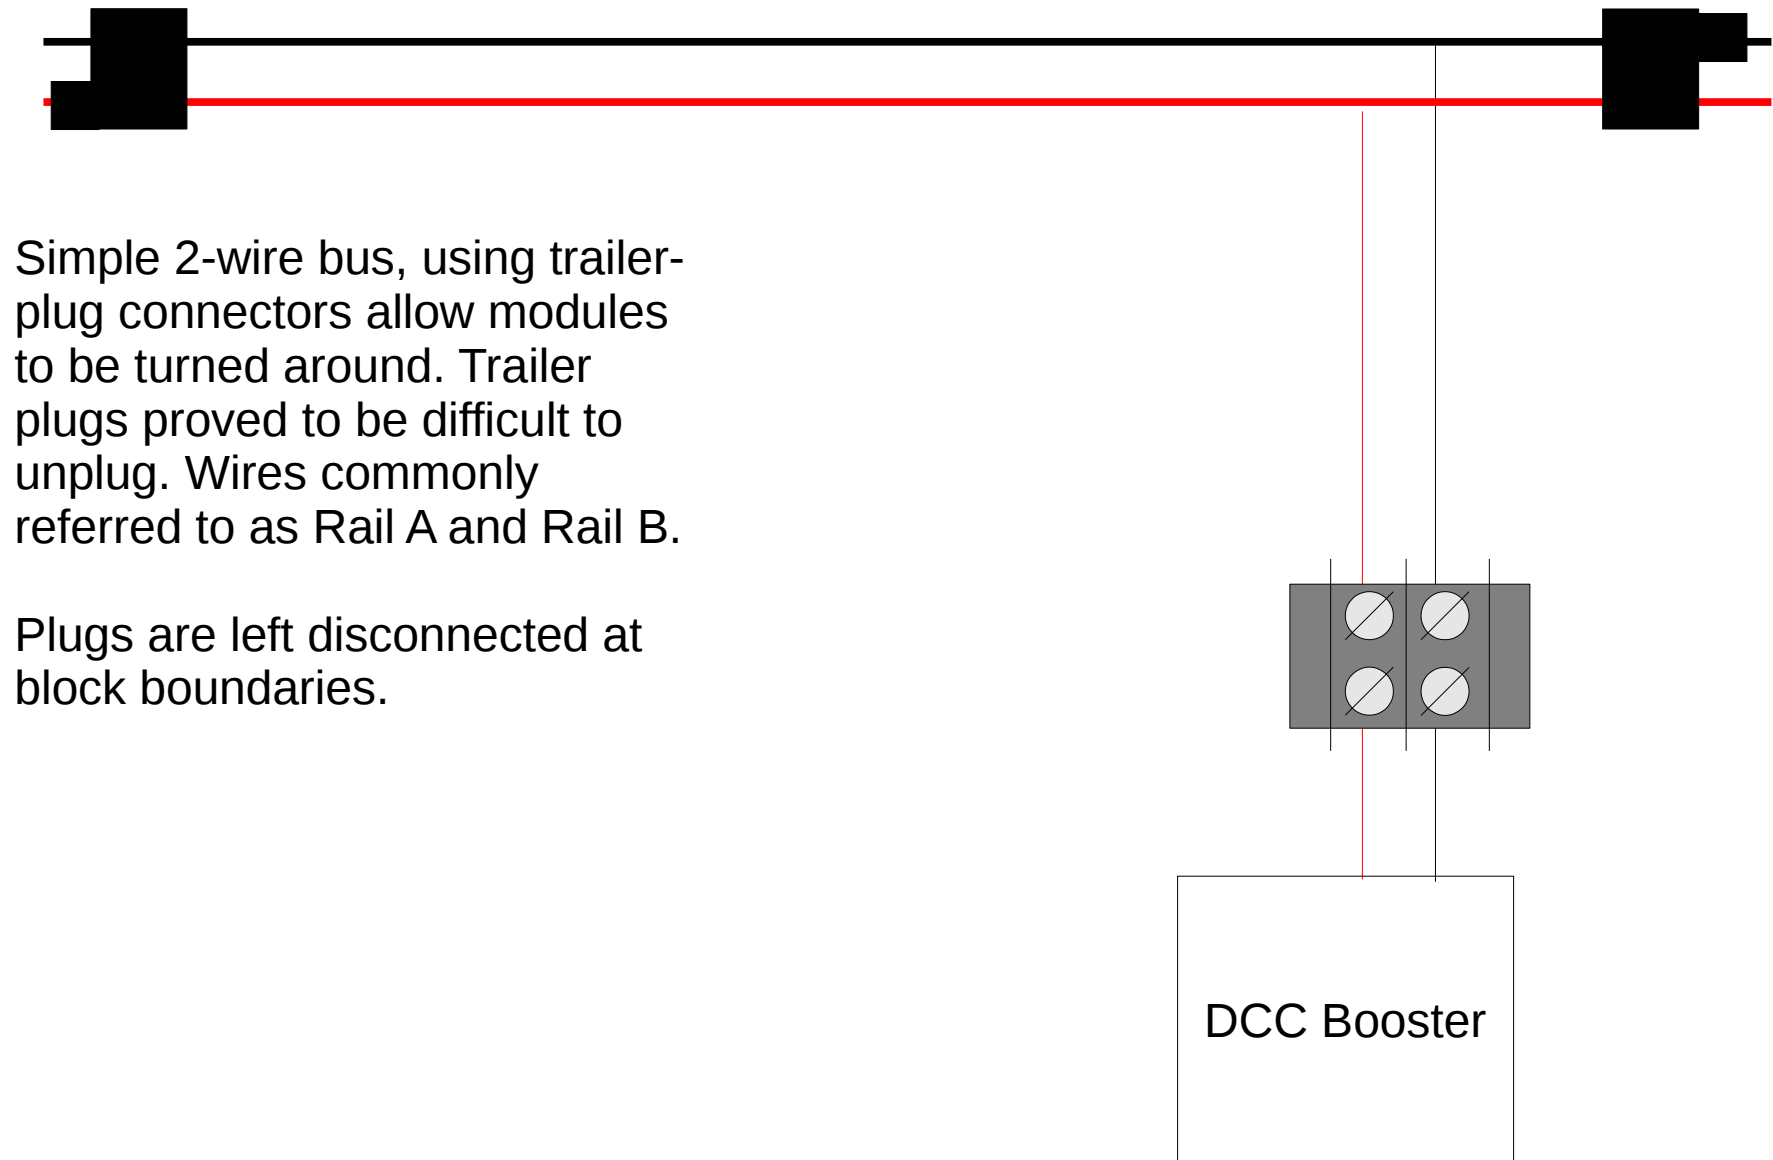 Simple 2-wire bus, using trailer-
plug connectors allow modules
to be turned around. Trailer
plugs proved to be difficult to
unplug. Wires commonly
referred to as Rail A and Rail B.
Plugs are left disconnected at
block boundaries.
DCC Booster